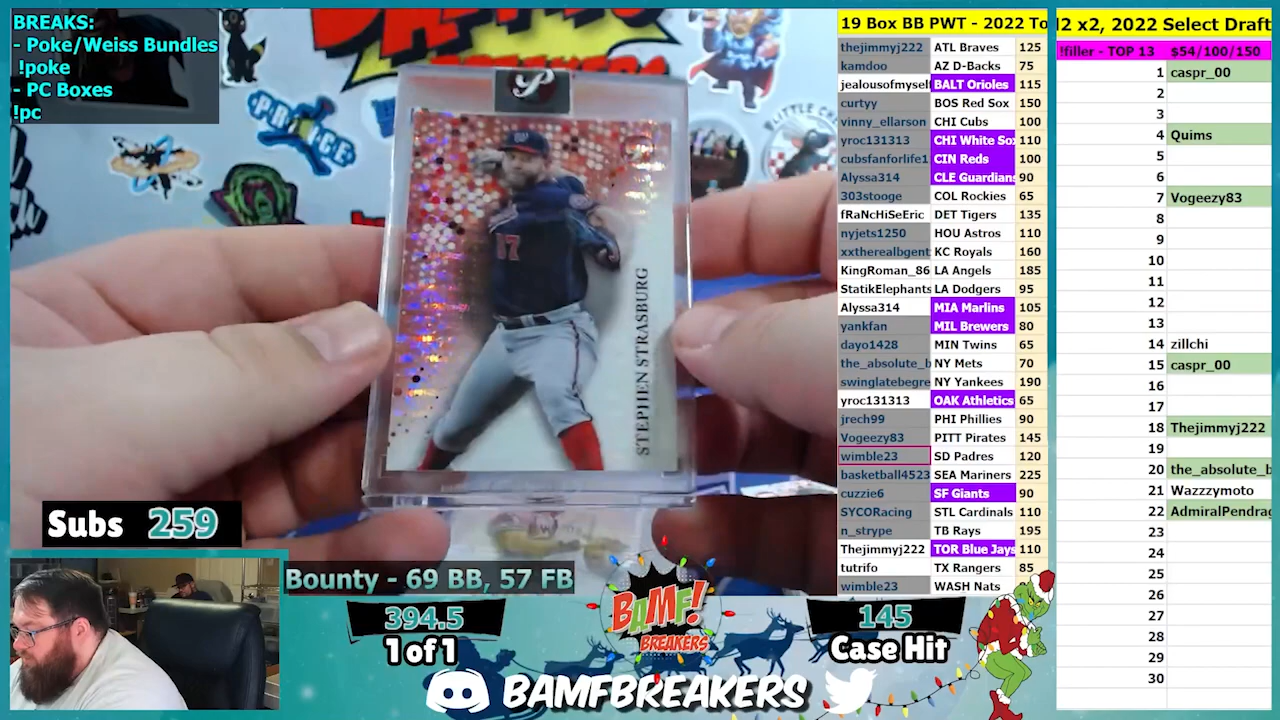 BREAKS:
- Poke/Weiss Bundles
!poke
- PC Boxes
!pc
17
STEPHEN STRASBURG
Subs 259
Bounty - 69 BB, 57 FB
394.5
1 of 1
BAMF!
BREAKERS
145
Case Hit
BAMFBREAKERS
19 Box BB PWT - 2022 To
thejimmyj222 ATL Braves 125
kamdoo AZ D-Backs 75
jealousofmysel BALT Orioles 115
curtyy BOS Red Sox 150
vinny_ellarson CHI Cubs 100
yroc131313 CHI White Sox 110
cubsfanforlife1 CIN Reds 100
Alyssa314 CLE Guardians 90
303stooge COL Rockies 65
fRaNcHiSeEric DET Tigers 135
nyjets1250 HOU Astros 110
xxtherealbgent KC Royals 160
KingRoman_86 LA Angels 185
StatikElephants LA Dodgers 95
Alyssa314 MIA Marlins 105
yankfan MIL Brewers 80
dayo1428 MIN Twins 65
the_absolute_b NY Mets 70
swinglatebegre NY Yankees 190
yroc131313 OAK Athletics 65
jrech99 PHI Phillies 90
Vogeezy83 PITT Pirates 145
wimble23 SD Padres 120
basketball4523 SEA Mariners 225
cuzzie6 SF Giants 90
SYCORacing STL Cardinals 110
n_strype TB Rays 195
Thejimmyj222 TOR Blue Jays 110
tutrifo TX Rangers 85
wimble23 WASH Nats
2 x2, 2022 Select Draft
!filler - TOP 13 $54/100/150
1 caspr_00
2
3
4 Quims
5
6
7 Vogeezy83
8
9
10
11
12
13
14 zillchi
15 caspr_00
16
17
18 Thejimmyj222
19
20 the_absolute_b
21 Wazzzymoto
22 AdmiralPendrag
23
24
25
26
27
28
29
30